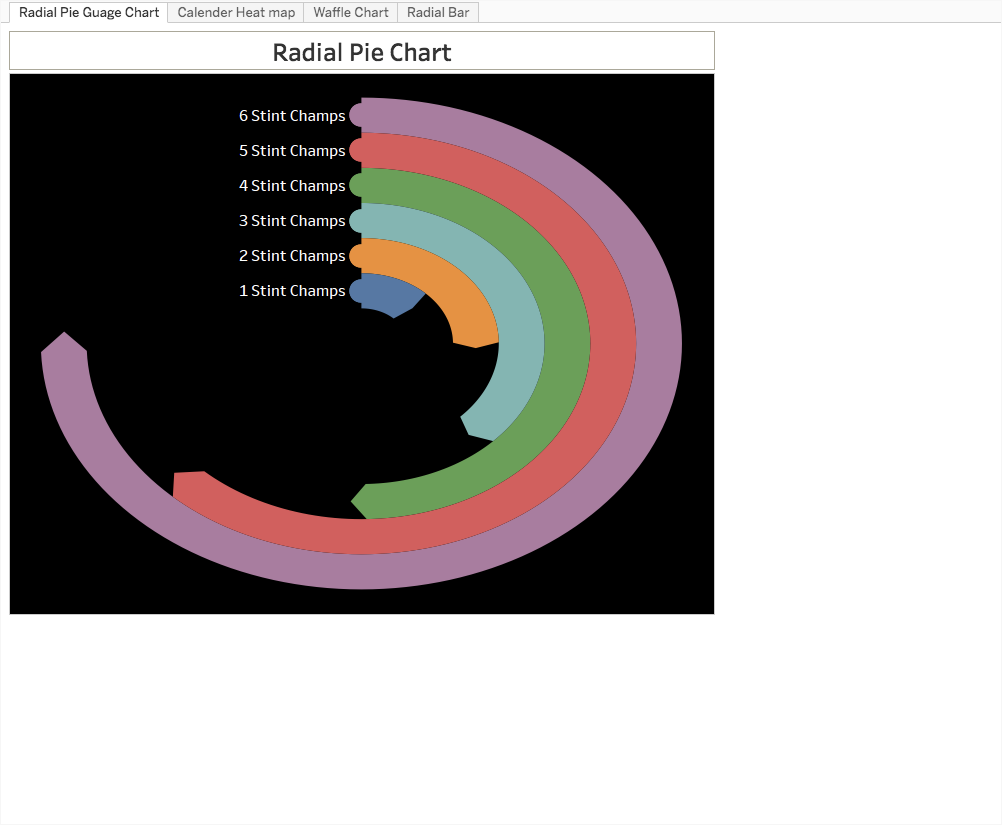 Radial Pie Guage Chart
Calender Heat map
Waffle Chart
Radial Bar
Radial Pie Chart
6 Stint Champs
5 Stint Champs
4 Stint Champs
3 Stint Champs
2 Stint Champs
1 Stint Champs